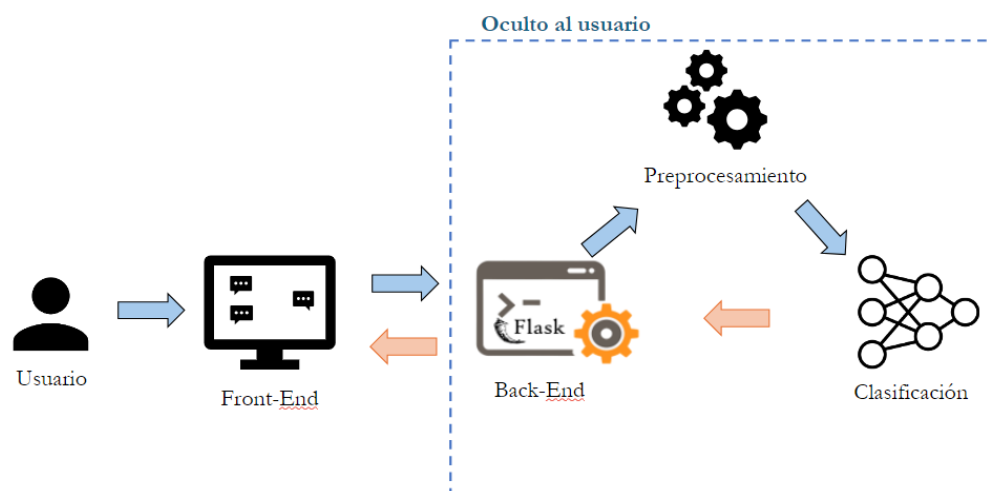 Oculto al usuario
Preprocesamiento
Flask
Usuario
Front-End
Back-End
Clasificación